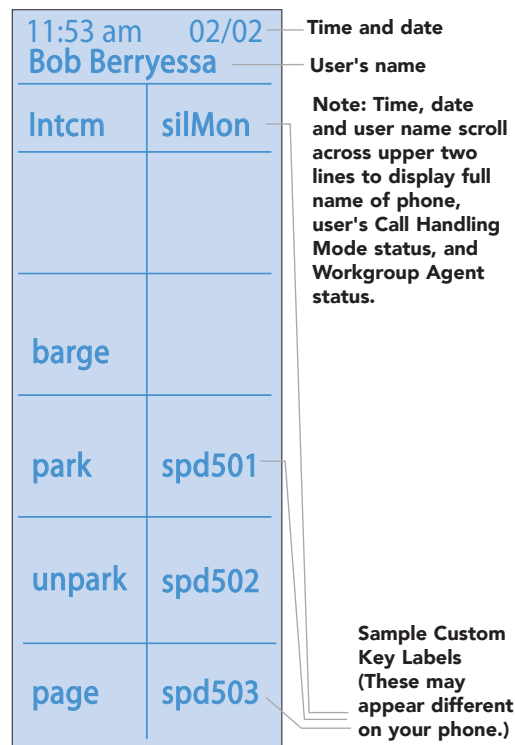 11:53 am 02/02
Bob Berryessa
Intcm silMon
barge
park spd501
unpark spd502
page spd503
Time and date
User's name
Note: Time, date
and user name scroll
across upper two
lines to display full
name of phone,
user's Call Handling
Mode status, and
Workgroup Agent
status.
Sample Custom
Key Labels
(These may
appear different
on your phone.)